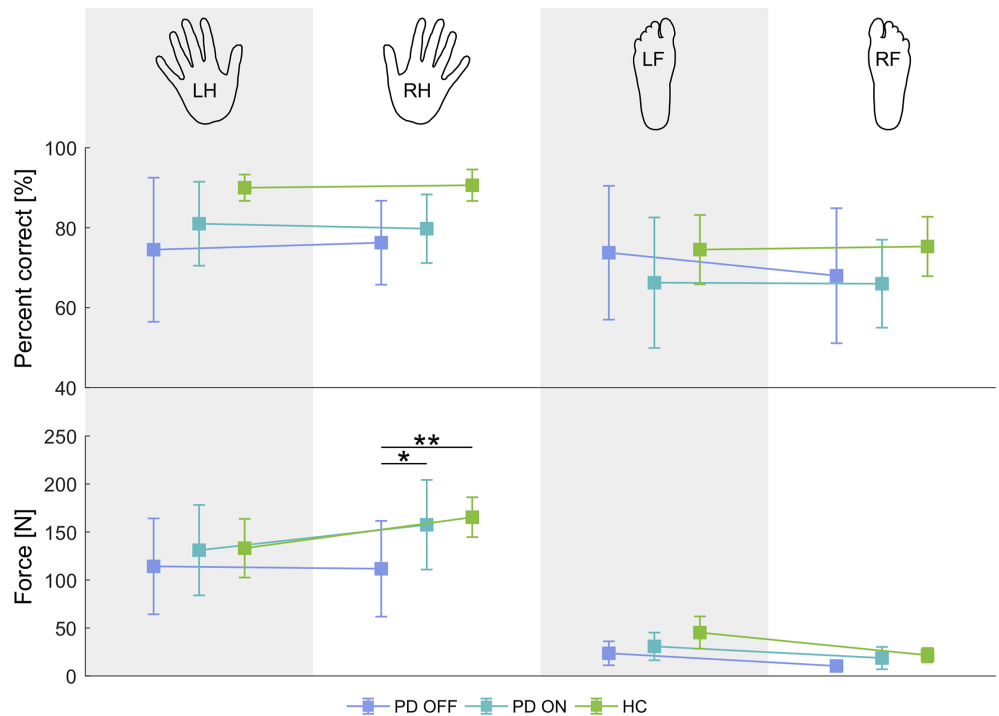 LH
RH
LF
RF
Percent correct [%]
100
80
60
40
Force [N]
250
200
150
100
50
0
**
*
PD OFF PD ON HC